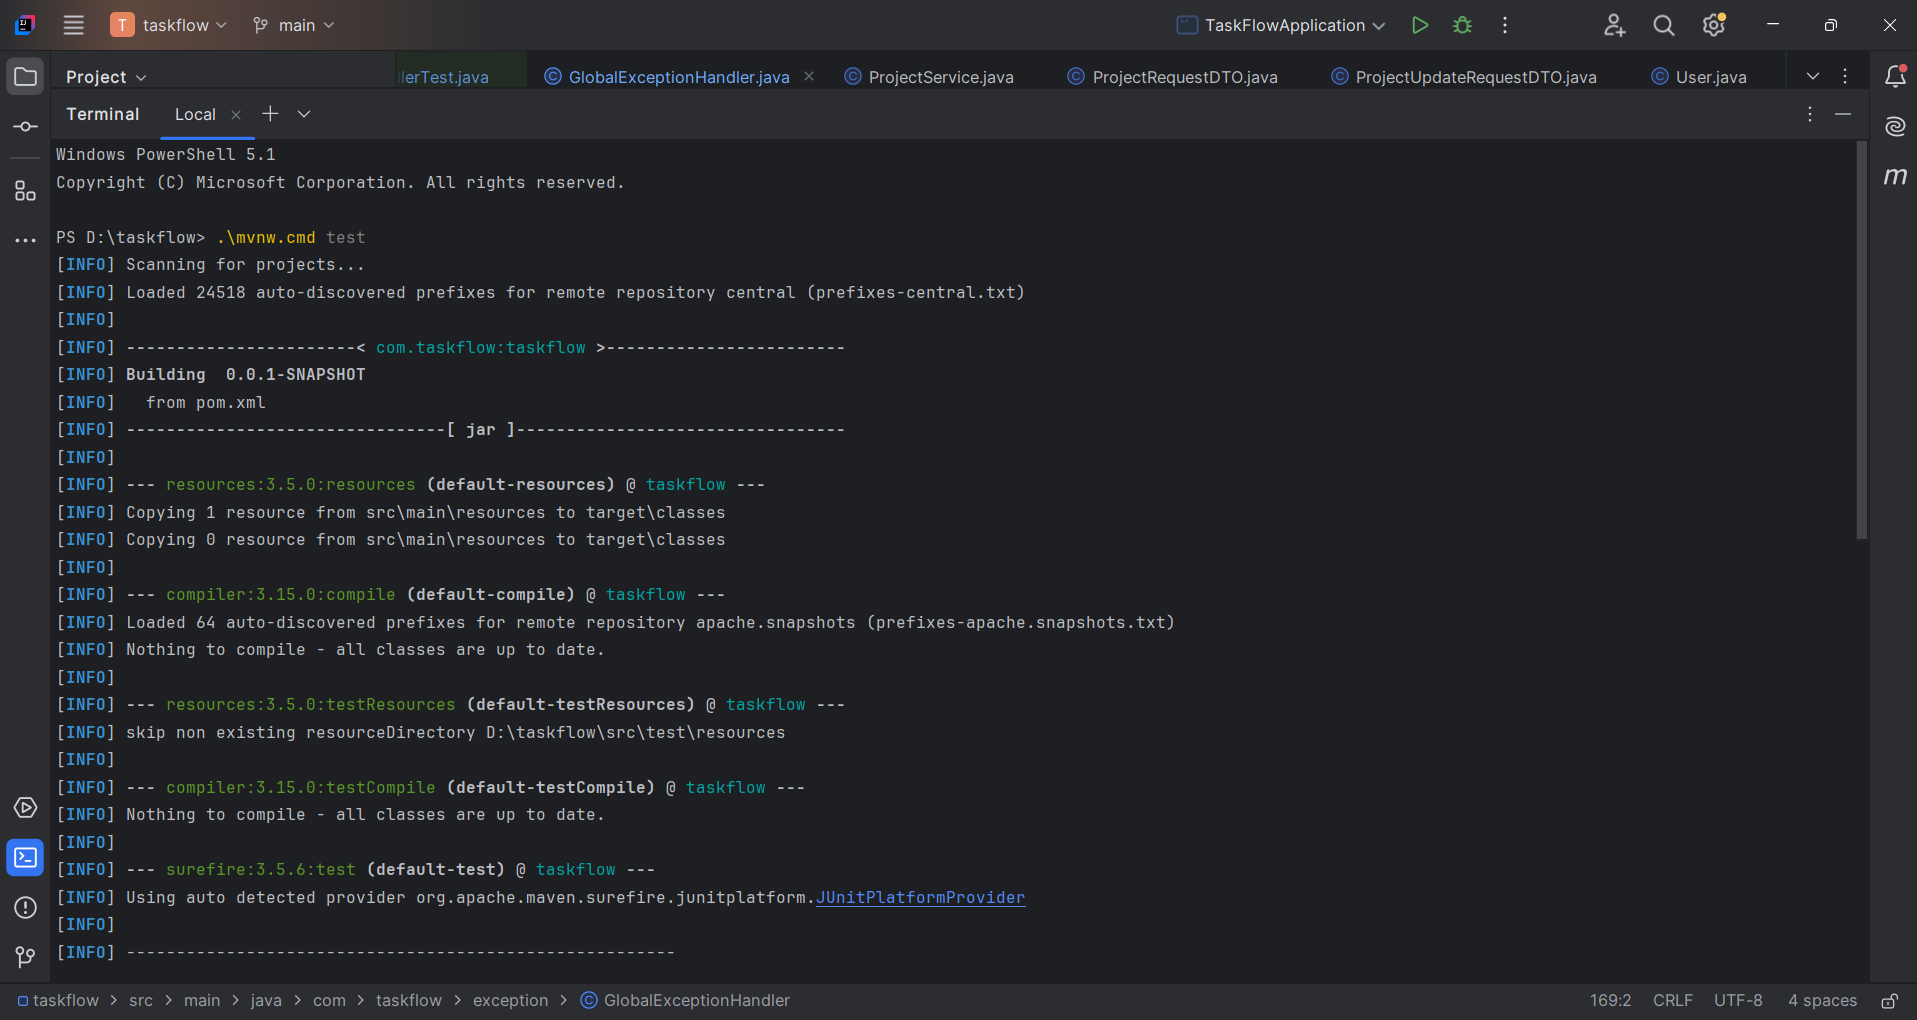 T taskflow main TaskFlowApplication
Project lerTest.java GlobalExceptionHandler.java ProjectService.java ProjectRequestDTO.java ProjectUpdateRequestDTO.java User.java
Terminal Local
Windows PowerShell 5.1
Copyright (C) Microsoft Corporation. All rights reserved.
PS D:\taskflow> .\mvnw.cmd test
[INFO] Scanning for projects...
[INFO] Loaded 24518 auto-discovered prefixes for remote repository central (prefixes-central.txt)
[INFO]
[INFO] -----------------------< com.taskflow:taskflow >------------------------
[INFO] Building  0.0.1-SNAPSHOT
[INFO]   from pom.xml
[INFO] --------------------------------[ jar ]---------------------------------
[INFO]
[INFO] --- resources:3.5.0:resources (default-resources) @ taskflow ---
[INFO] Copying 1 resource from src\main\resources to target\classes
[INFO] Copying 0 resource from src\main\resources to target\classes
[INFO]
[INFO] --- compiler:3.15.0:compile (default-compile) @ taskflow ---
[INFO] Loaded 64 auto-discovered prefixes for remote repository apache.snapshots (prefixes-apache.snapshots.txt)
[INFO] Nothing to compile - all classes are up to date.
[INFO]
[INFO] --- resources:3.5.0:testResources (default-testResources) @ taskflow ---
[INFO] skip non existing resourceDirectory D:\taskflow\src\test\resources
[INFO]
[INFO] --- compiler:3.15.0:testCompile (default-testCompile) @ taskflow ---
[INFO] Nothing to compile - all classes are up to date.
[INFO]
[INFO] --- surefire:3.5.6:test (default-test) @ taskflow ---
[INFO] Using auto detected provider org.apache.maven.surefire.junitplatform.JUnitPlatformProvider
[INFO]
[INFO] -------------------------------------------------------
taskflow > src > main > java > com > taskflow > exception > GlobalExceptionHandler 169:2 CRLF UTF-8 4 spaces